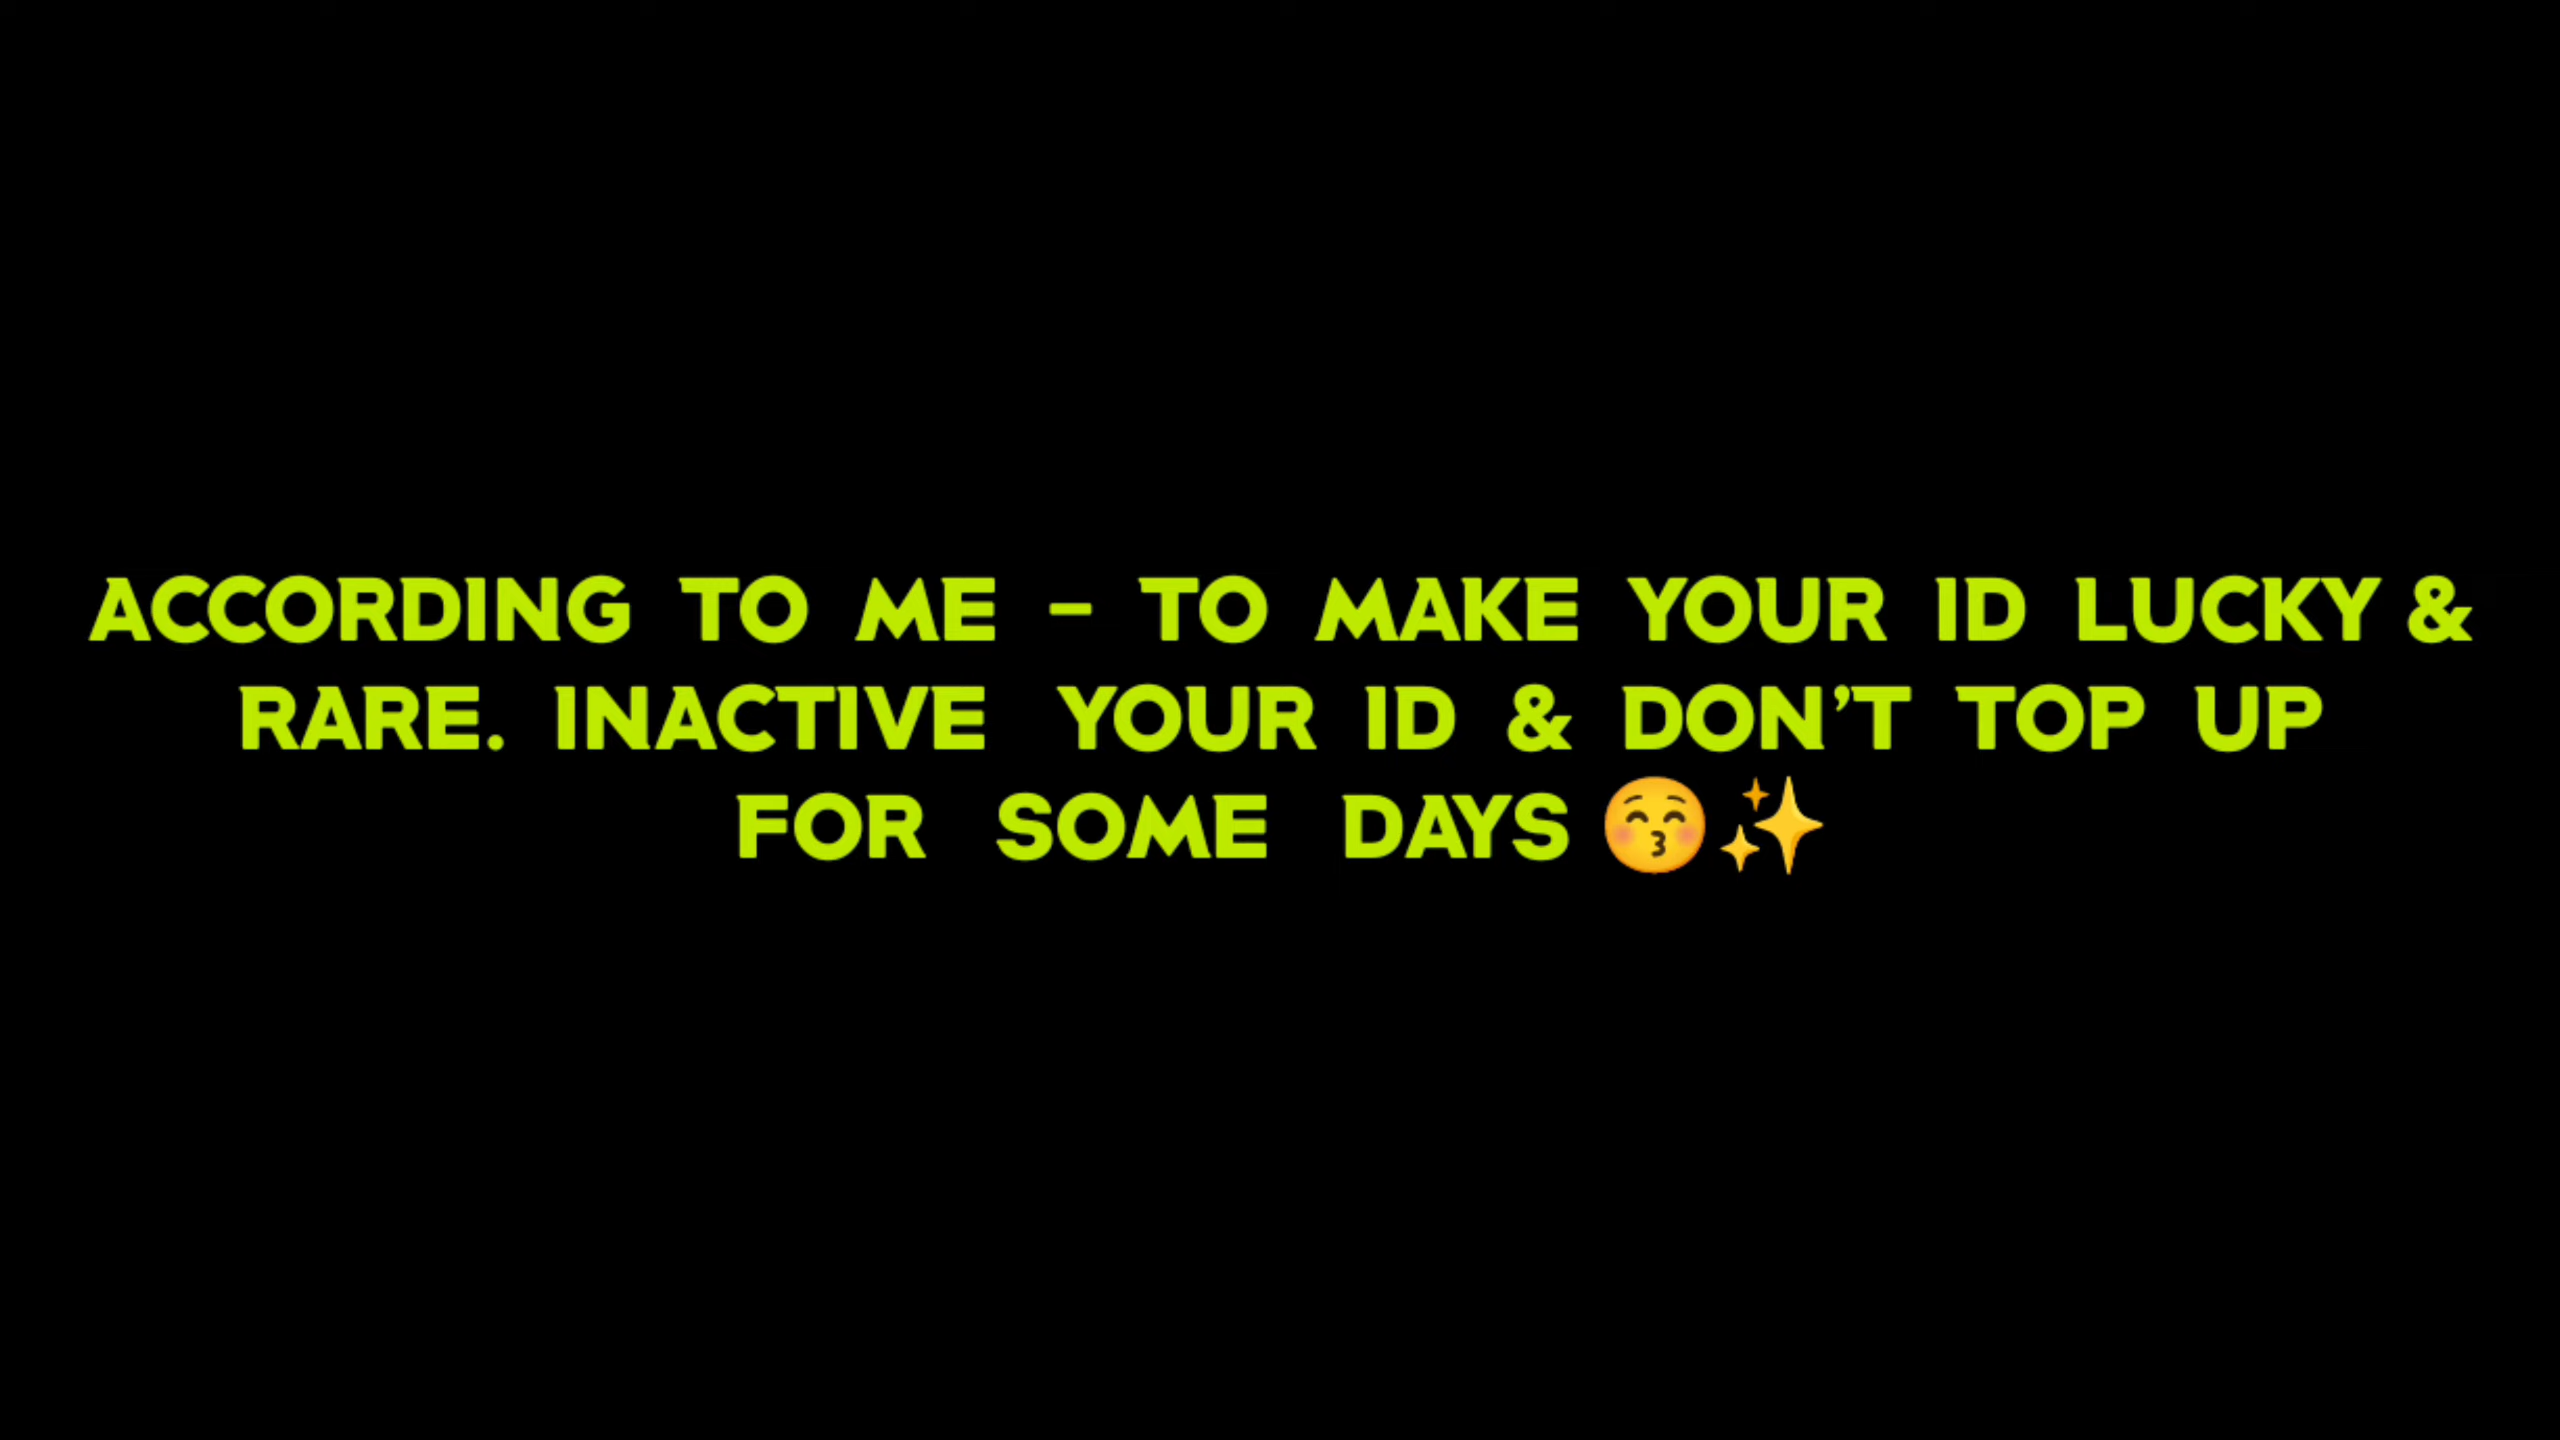 ACCORDING TO ME - TO MAKE YOUR ID LUCKY &
RARE. INACTIVE YOUR ID & DON'T TOP UP
FOR SOME DAYS 😚✨